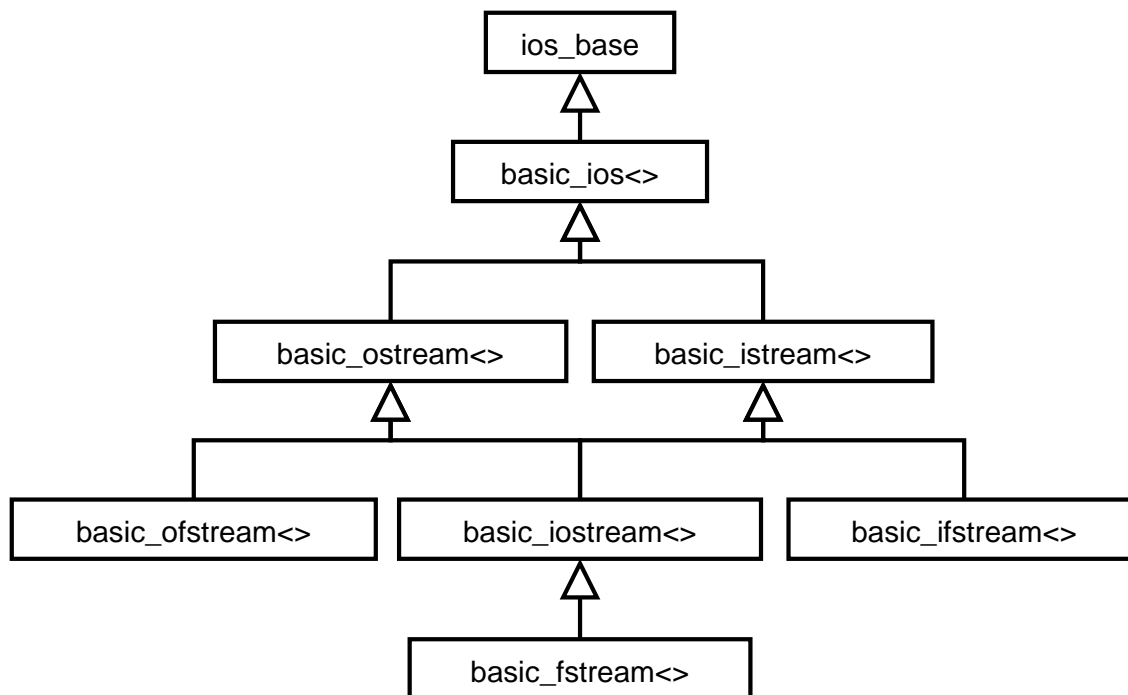 ios_base
basic_ios<>
basic_ostream<>
basic_istream<>
basic_ofstream<>
basic_iostream<>
basic_ifstream<>
basic_fstream<>